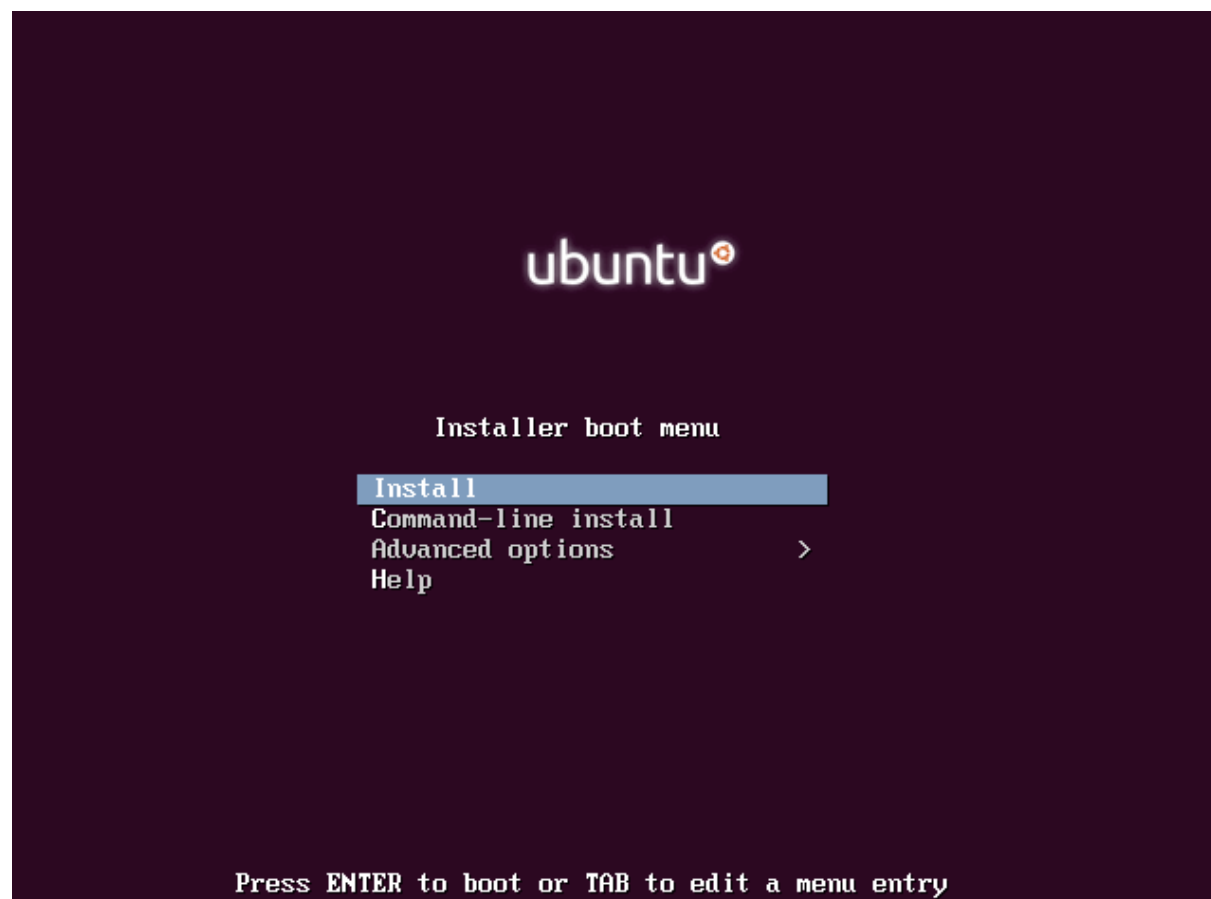 ubuntu
Installer boot menu
Install
Command-line install
Advanced options >
Help
Press ENTER to boot or TAB to edit a menu entry